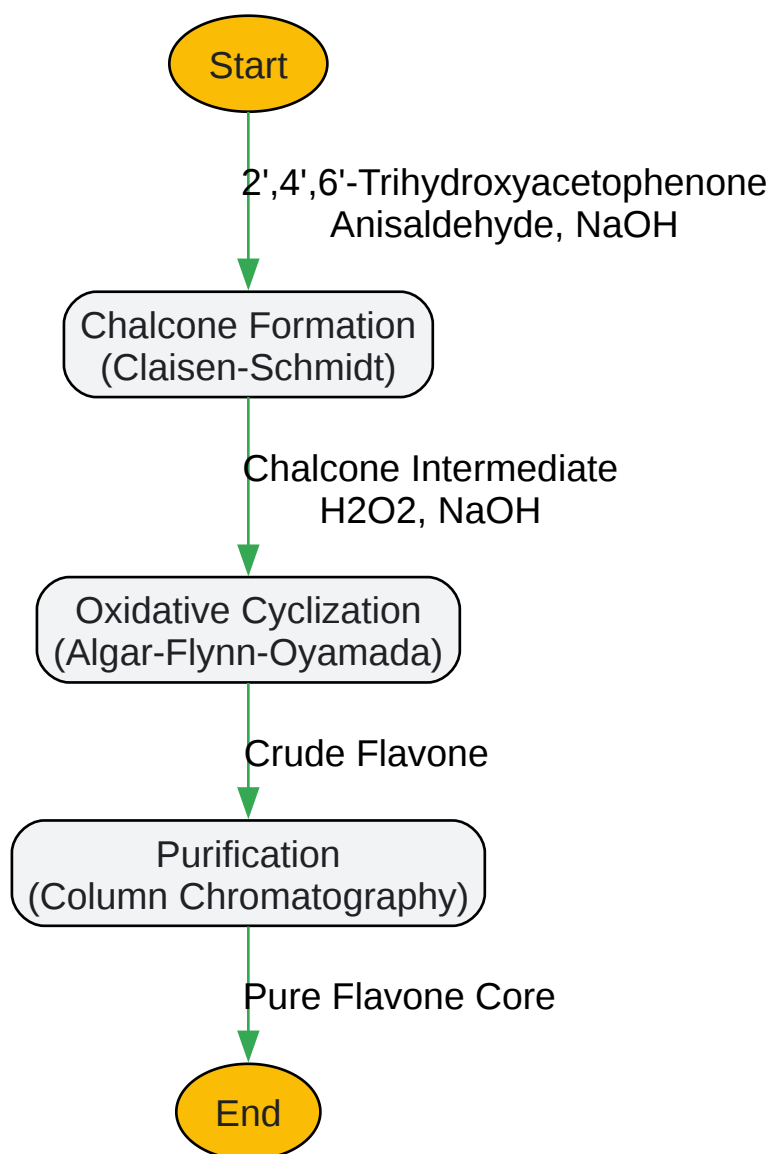 Start
2',4',6'-Trihydroxyacetophenone
Anisaldehyde, NaOH
Chalcone Formation
(Claisen-Schmidt)
Chalcone Intermediate
H2O2, NaOH
Oxidative Cyclization
(Algar-Flynn-Oyamada)
Crude Flavone
Purification
(Column Chromatography)
Pure Flavone Core
End